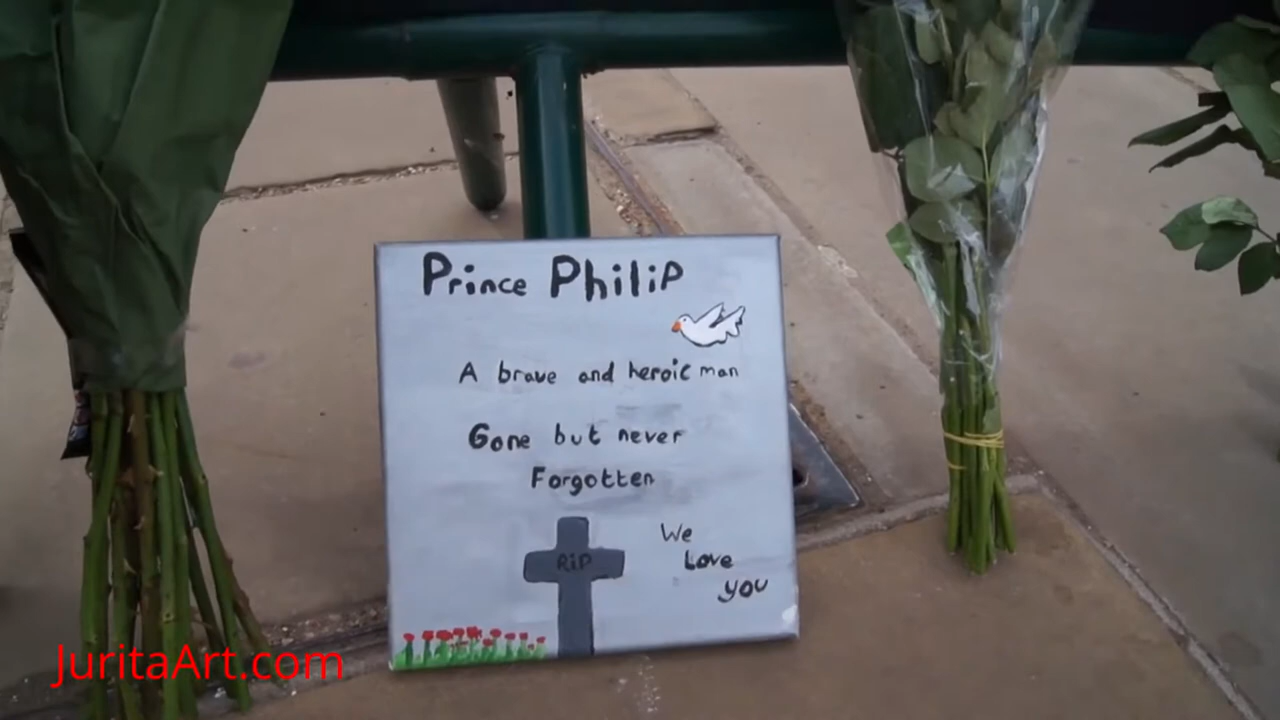 Prince PhiliP
A brave and heroic man
Gone but never
Forgotten
RiP
We
Love
you
JuritaArt.com